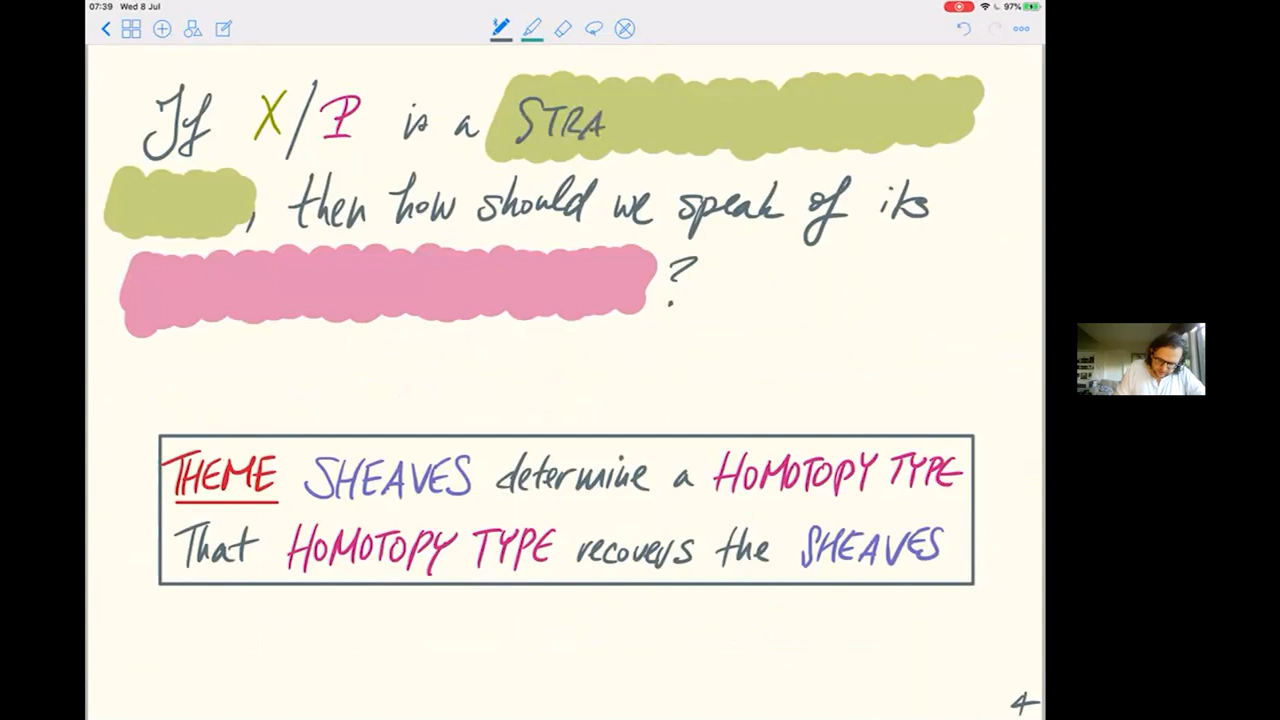 07:39 Wed 8 Jul 97%
If X/P is a STRA
, then how should we speak of its
?
THEME SHEAVES determine a HOMOTOPY TYPE
That HOMOTOPY TYPE recovers the SHEAVES
4